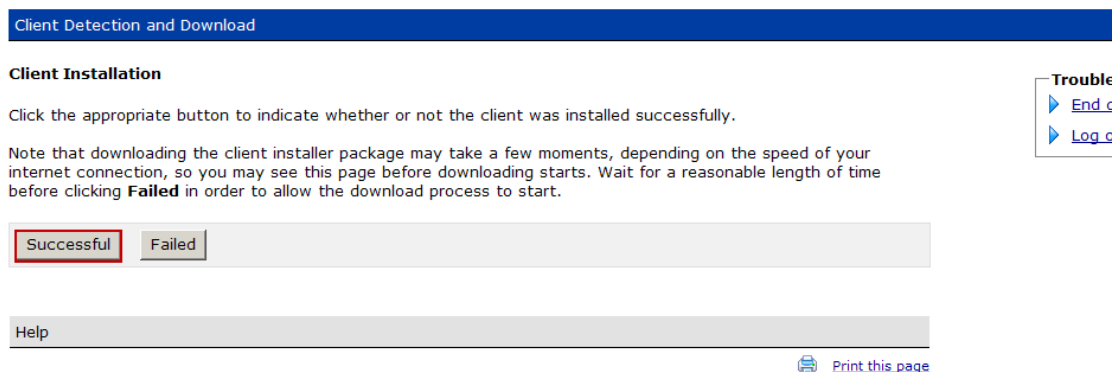 Client Detection and Download
Client Installation
Click the appropriate button to indicate whether or not the client was installed successfully.
Note that downloading the client installer package may take a few moments, depending on the speed of your
internet connection, so you may see this page before downloading starts. Wait for a reasonable length of time
before clicking Failed in order to allow the download process to start.
Successful Failed
Help
Print this page
Trouble
End
Log